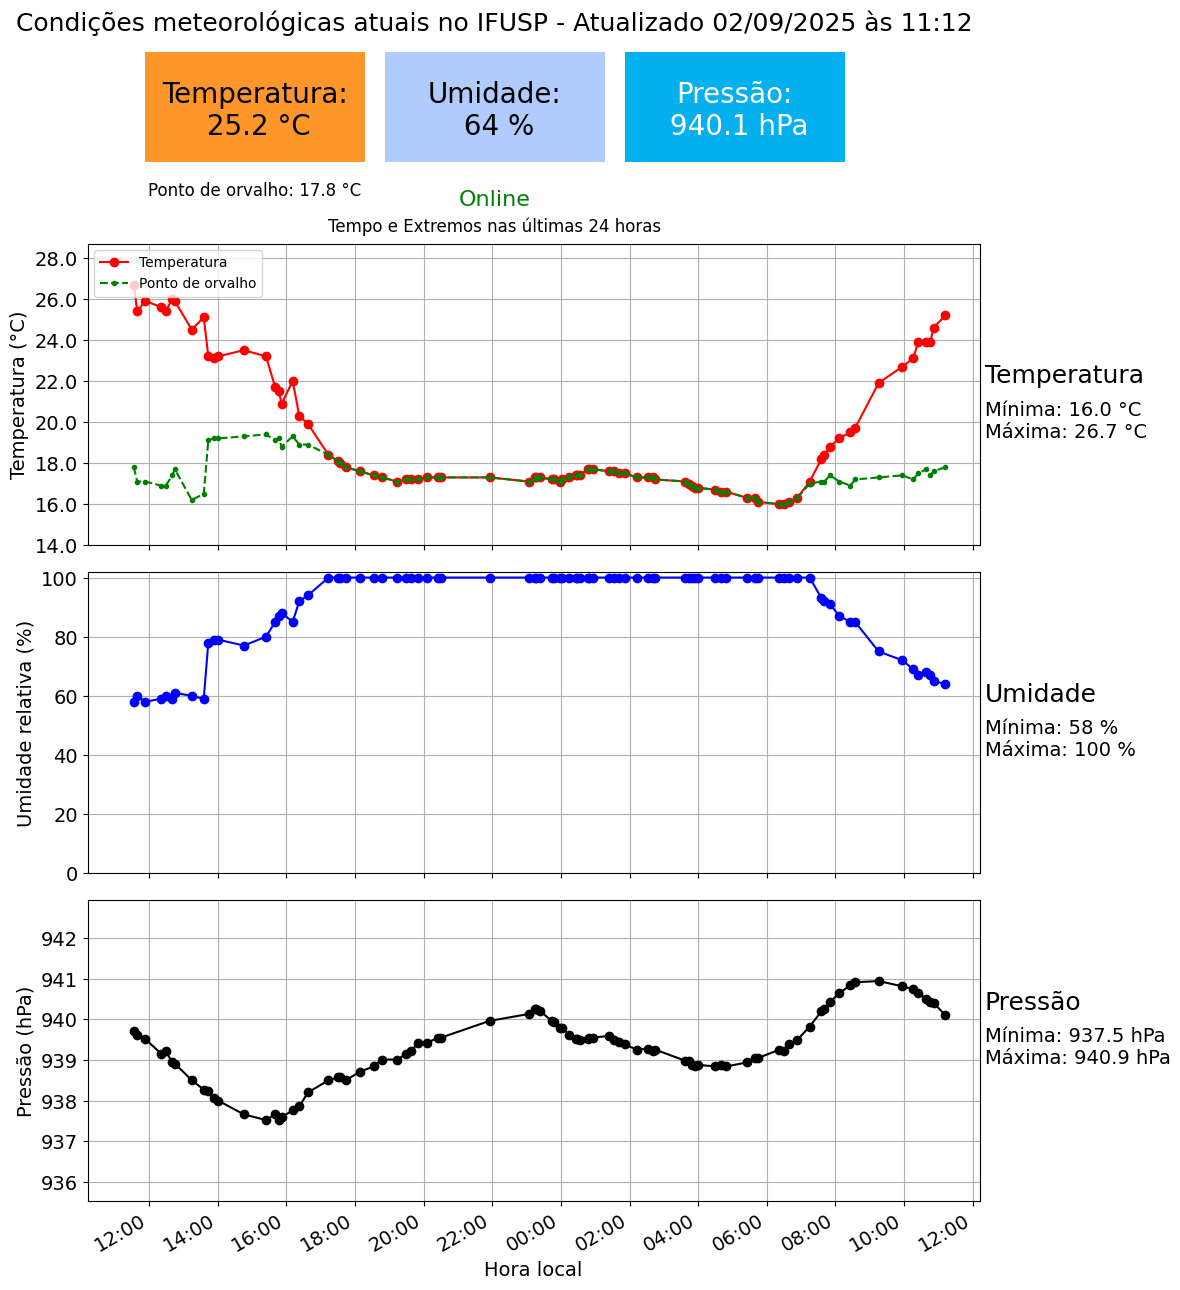 Condições meteorológicas atuais no IFUSP - Atualizado 02/09/2025 às 11:12
Temperatura:
25.2 °C
Umidade:
64 %
Pressão:
940.1 hPa
Ponto de orvalho: 17.8 °C
Online
Tempo e Extremos nas últimas 24 horas
Temperatura
Ponto de orvalho
Temperatura (°C)
28.0
26.0
24.0
22.0
20.0
18.0
16.0
14.0
Temperatura
Mínima: 16.0 °C
Máxima: 26.7 °C
Umidade relativa (%)
100
80
60
40
20
0
Umidade
Mínima: 58 %
Máxima: 100 %
Pressão (hPa)
942
941
940
939
938
937
936
Pressão
Mínima: 937.5 hPa
Máxima: 940.9 hPa
12:00 14:00 16:00 18:00 20:00 22:00 00:00 02:00 04:00 06:00 08:00 10:00 12:00
Hora local